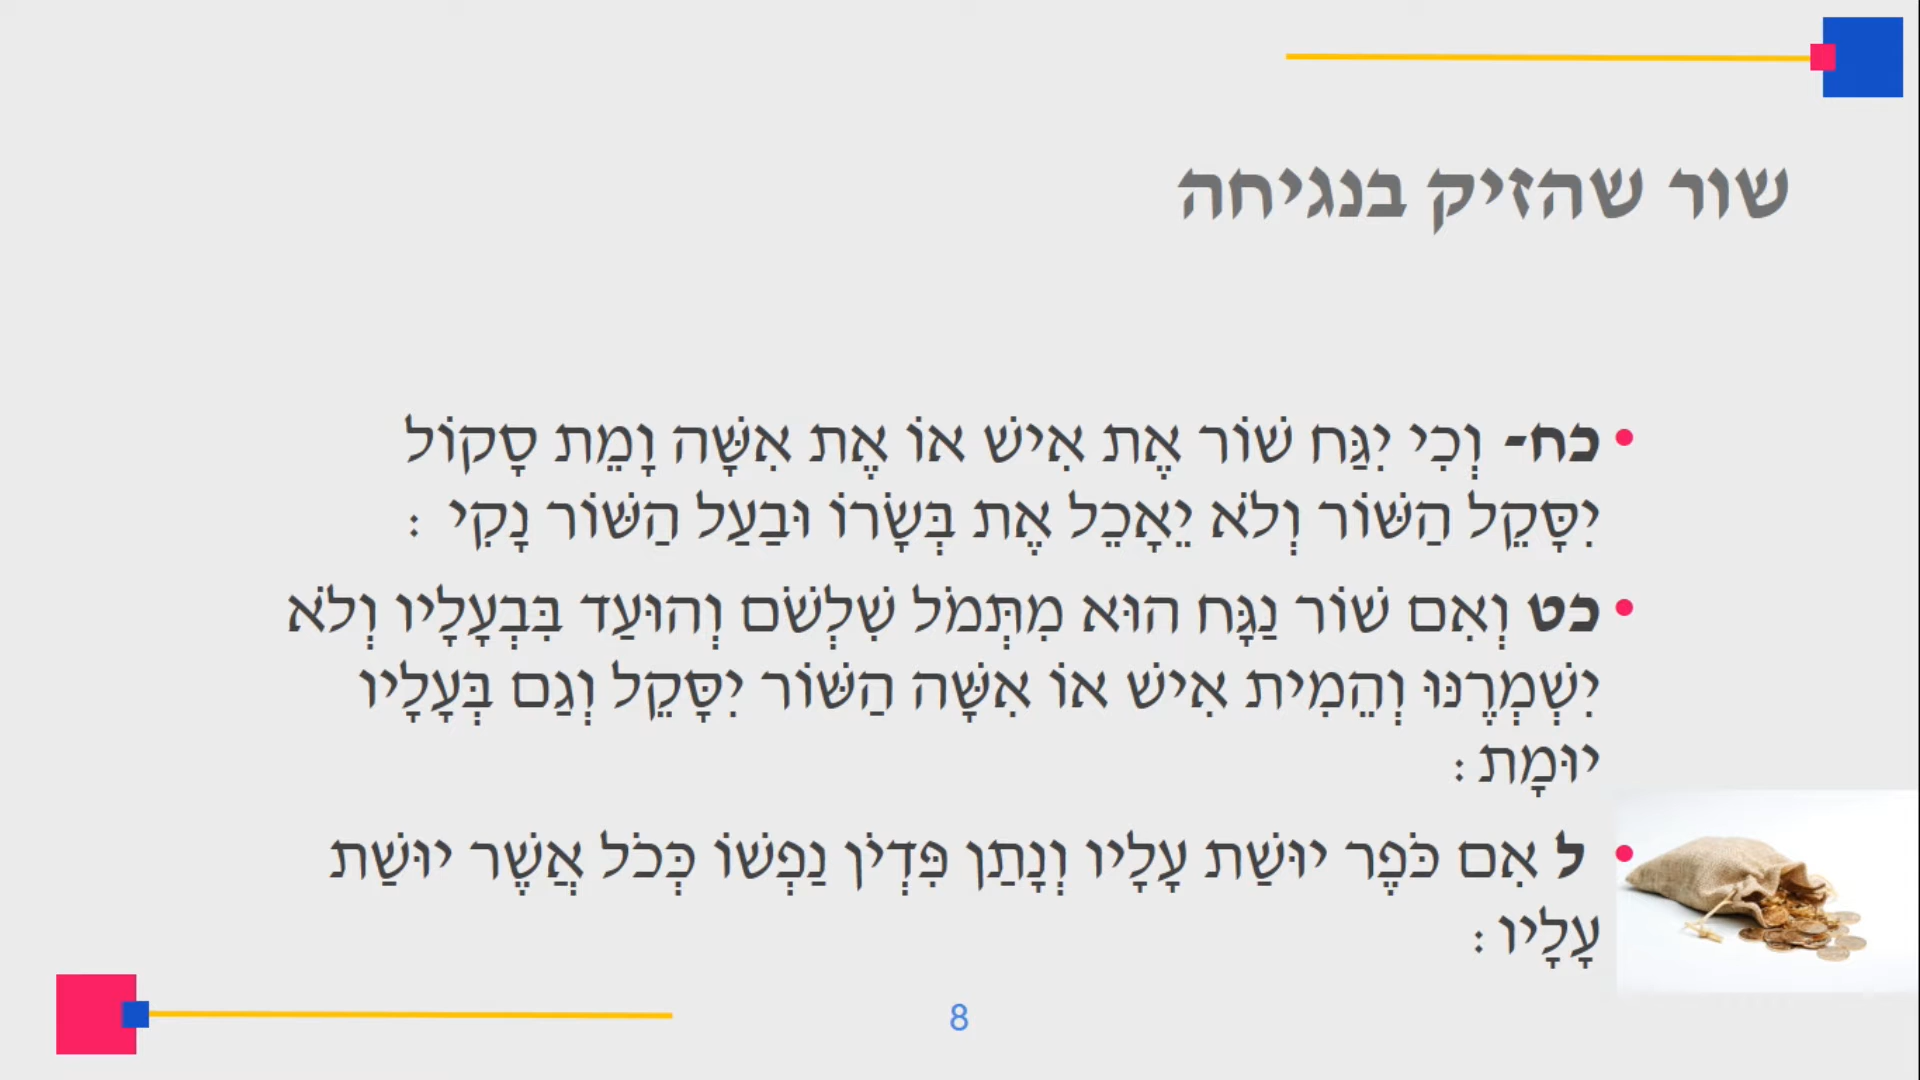 שור שהזיק בנגיחה
• כח- וְכִי יִגַּח שׁוֹר אֶת אִישׁ אוֹ אֶת אִשָּׁה וָמֵת סָקוֹל
יִסָּקֵל הַשּׁוֹר וְלֹא יֵאָכֵל אֶת בְּשָׂרוֹ וּבַעַל הַשּׁוֹר נָקִי :
• כט וְאִם שׁוֹר נַגָּח הוּא מִתְּמֹל שִׁלְשֹׁם וְהוּעַד בִּבְעָלָיו וְלֹא
יִשְׁמְרֶנּוּ וְהֵמִית אִישׁ אוֹ אִשָּׁה הַשּׁוֹר יִסָּקֵל וְגַם בְּעָלָיו
יוּמָת :
• ל אִם כֹּפֶר יוּשַׁת עָלָיו וְנָתַן פִּדְיֹן נַפְשׁוֹ כְּכֹל אֲשֶׁר יוּשַׁת
עָלָיו :
8